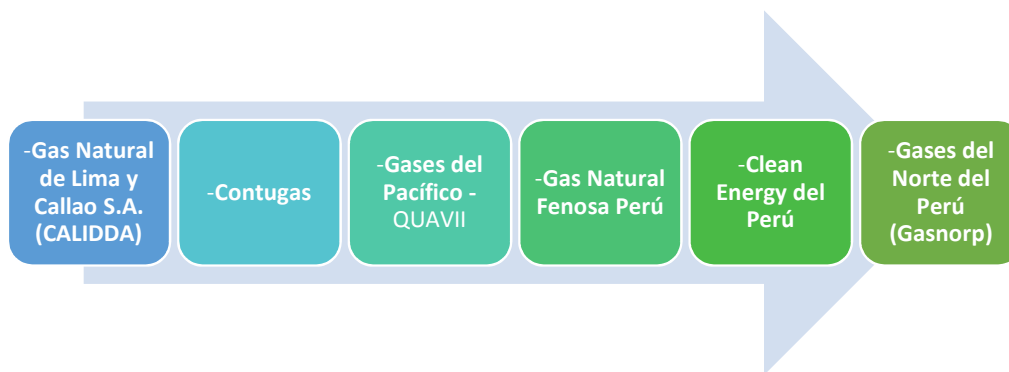 -Gas Natural
de Lima y
Callao S.A.
(CALIDDA)
-Contugas
-Gases del
Pacífico -
QUAVII
-Gas Natural
Fenosa Perú
-Clean
Energy del
Perú
-Gases del
Norte del
Perú
(Gasnorp)